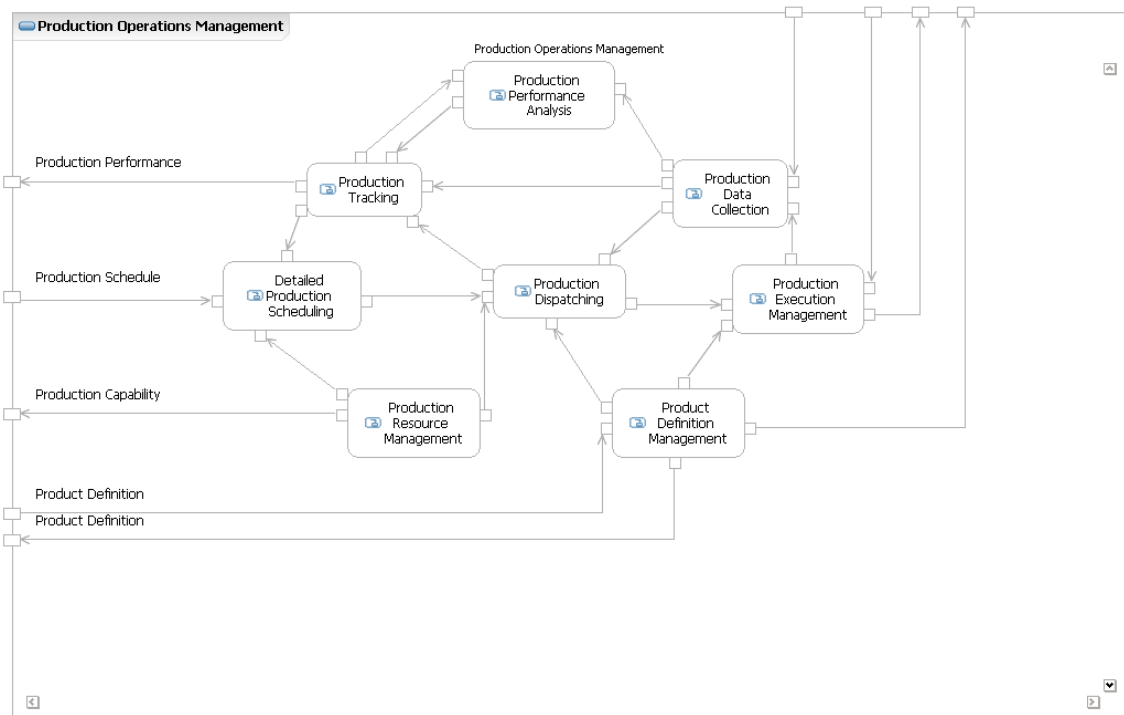 Production Operations Management
Production Operations Management
Production
Performance
Analysis
Production Performance
Production
Tracking
Production
Data
Collection
Production Schedule
Detailed
Production
Scheduling
Production
Dispatching
Production
Execution
Management
Production Capability
Production
Resource
Management
Product
Definition
Management
Product Definition
Product Definition